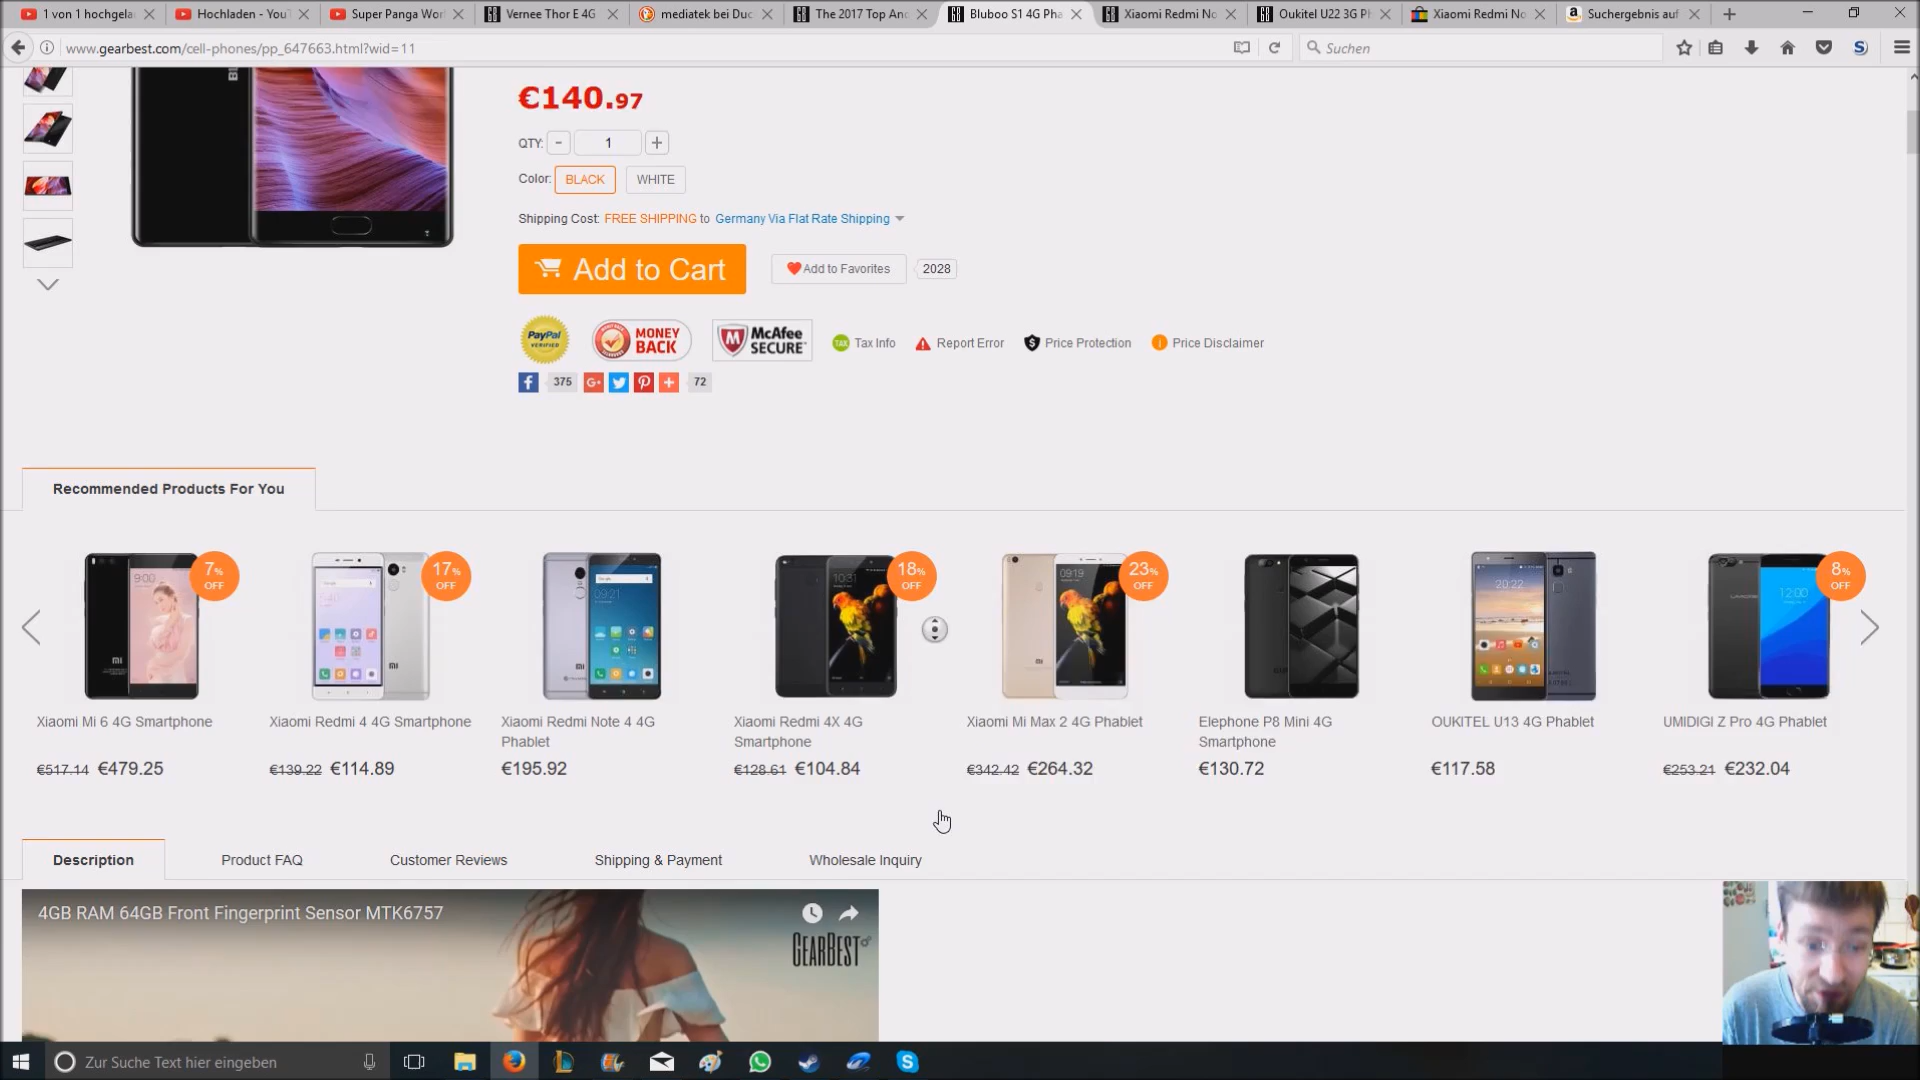 1 von 1 hochgela
Hochladen - YouT
Super Panga Worl
Vernee Thor E 4G
mediatek bei Duc
The 2017 Top And
Bluboo S1 4G Pha
Xiaomi Redmi No
Oukitel U22 3G Ph
Xiaomi Redmi No
Suchergebnis auf
www.gearbest.com/cell-phones/pp_647663.html?wid=11
Suchen
€140.97
QTY: - 1 +
Color: BLACK WHITE
Shipping Cost: FREE SHIPPING to Germany Via Flat Rate Shipping
Add to Cart
Add to Favorites 2028
PayPal
VERIFIED
MONEY
BACK
McAfee
SECURE
TAX Tax Info
Report Error
Price Protection
Price Disclaimer
375
72
Recommended Products For You
7% OFF
17% OFF
18% OFF
23% OFF
8% OFF
Xiaomi Mi 6 4G Smartphone
€517.14 €479.25
Xiaomi Redmi 4 4G Smartphone
€139.22 €114.89
Xiaomi Redmi Note 4 4G
Phablet
€195.92
Xiaomi Redmi 4X 4G
Smartphone
€128.61 €104.84
Xiaomi Mi Max 2 4G Phablet
€342.42 €264.32
Elephone P8 Mini 4G
Smartphone
€130.72
OUKITEL U13 4G Phablet
€117.58
UMIDIGI Z Pro 4G Phablet
€253.21 €232.04
Description
Product FAQ
Customer Reviews
Shipping & Payment
Wholesale Inquiry
4GB RAM 64GB Front Fingerprint Sensor MTK6757
GEARBEST
Zur Suche Text hier eingeben